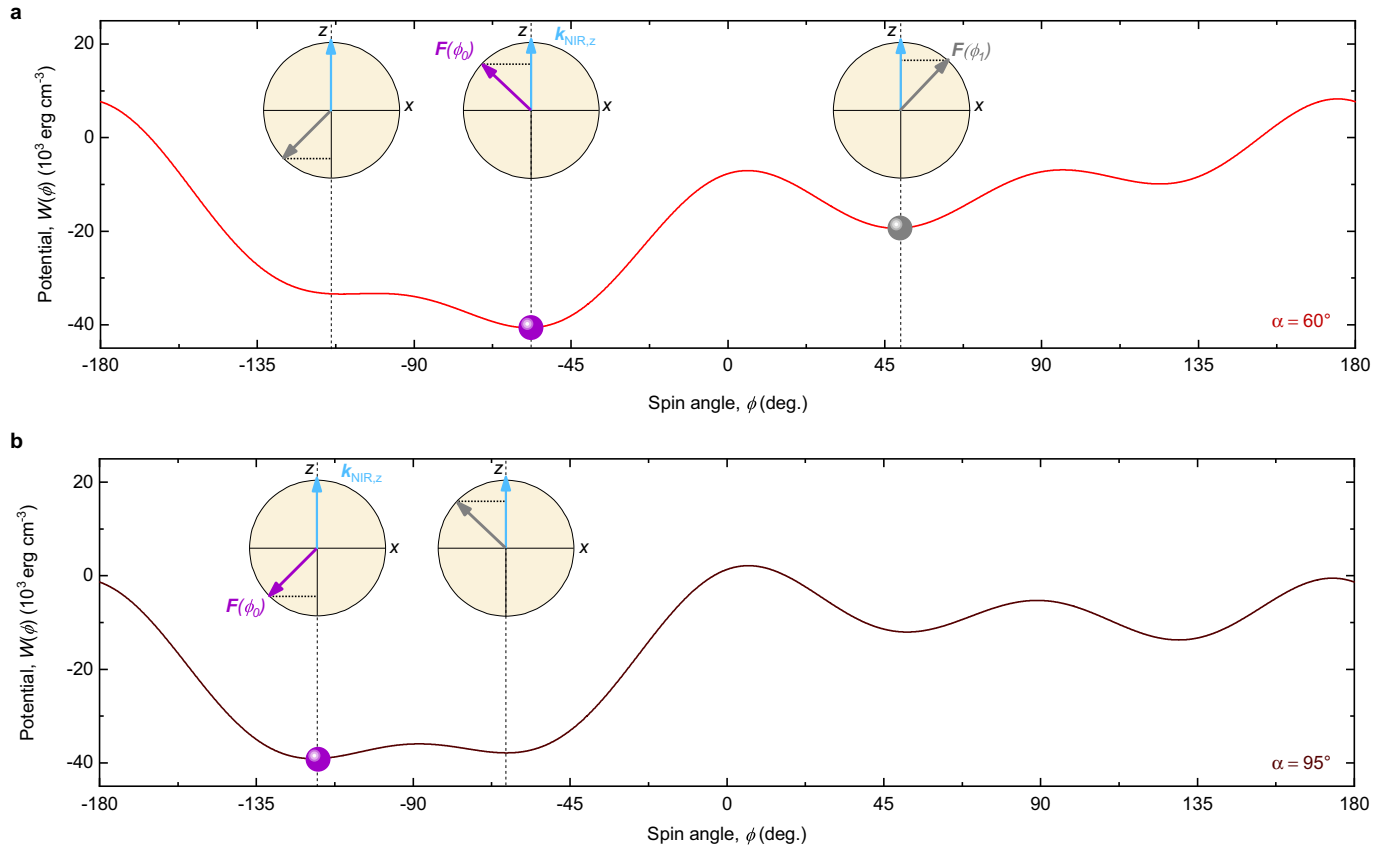 a
z z k_NIR,z z
F(ϕ₀) F(ϕ₁)
x x x
20
0
-20
-40
Potential, W(ϕ) (10³ erg cm⁻³)
α = 60°
-180 -135 -90 -45 0 45 90 135 180
Spin angle, ϕ (deg.)
b
z k_NIR,z z
x x
F(ϕ₀)
20
0
-20
-40
Potential, W(ϕ) (10³ erg cm⁻³)
α = 95°
-180 -135 -90 -45 0 45 90 135 180
Spin angle, ϕ (deg.)